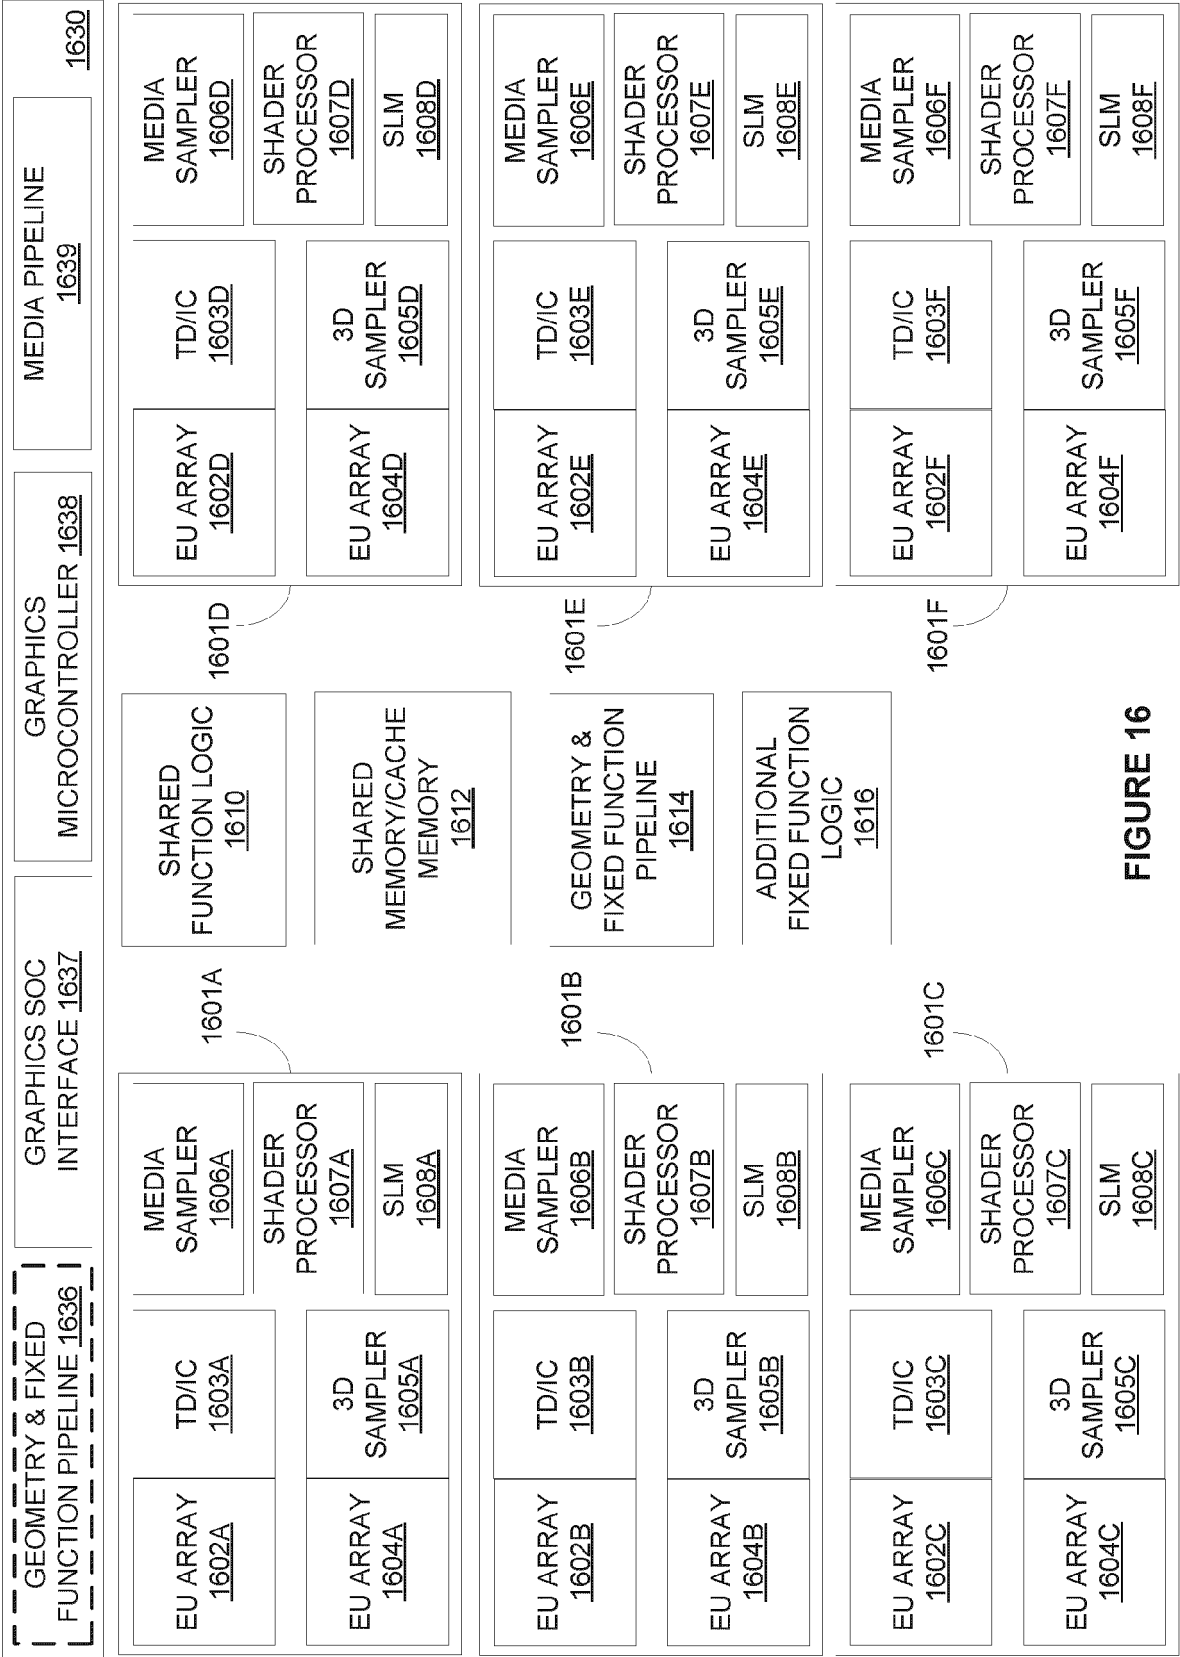 GEOMETRY & FIXED
FUNCTION PIPELINE 1636
GRAPHICS SOC
INTERFACE 1637
GRAPHICS
MICROCONTROLLER 1638
MEDIA PIPELINE
1639
1630
EU ARRAY
1602A
TD/IC
1603A
MEDIA
SAMPLER
1606A
EU ARRAY
1604A
3D
SAMPLER
1605A
SHADER
PROCESSOR
1607A
SLM
1608A
1601A
EU ARRAY
1602B
TD/IC
1603B
MEDIA
SAMPLER
1606B
EU ARRAY
1604B
3D
SAMPLER
1605B
SHADER
PROCESSOR
1607B
SLM
1608B
1601B
EU ARRAY
1602C
TD/IC
1603C
MEDIA
SAMPLER
1606C
EU ARRAY
1604C
3D
SAMPLER
1605C
SHADER
PROCESSOR
1607C
SLM
1608C
1601C
SHARED
FUNCTION LOGIC
1610
SHARED
MEMORY/CACHE
MEMORY
1612
GEOMETRY &
FIXED FUNCTION
PIPELINE
1614
ADDITIONAL
FIXED FUNCTION
LOGIC
1616
1601D
EU ARRAY
1602D
TD/IC
1603D
MEDIA
SAMPLER
1606D
EU ARRAY
1604D
3D
SAMPLER
1605D
SHADER
PROCESSOR
1607D
SLM
1608D
1601E
EU ARRAY
1602E
TD/IC
1603E
MEDIA
SAMPLER
1606E
EU ARRAY
1604E
3D
SAMPLER
1605E
SHADER
PROCESSOR
1607E
SLM
1608E
1601F
EU ARRAY
1602F
TD/IC
1603F
MEDIA
SAMPLER
1606F
EU ARRAY
1604F
3D
SAMPLER
1605F
SHADER
PROCESSOR
1607F
SLM
1608F
FIGURE 16